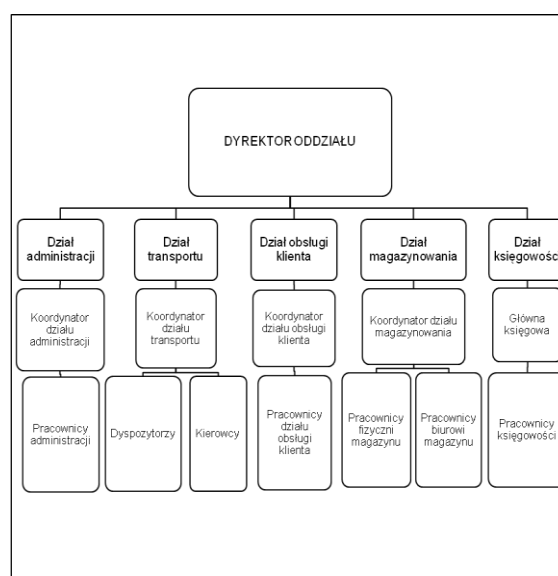 DYREKTOR ODDZIAŁU
Dział
administracji
Dział
transportu
Dział obsługi
klienta
Dział
magazynowania
Dział
księgowości
Koordynator
działu
administracji
Koordynator
działu
transportu
Koordynator
działu obsługi
klienta
Koordynator działu
magazynowania
Główna
księgowa
Pracownicy
administracji
Dyspozytorzy
Kierowcy
Pracownicy
działu
obsługi
klienta
Pracownicy
fizyczni
magazynu
Pracownicy
biurowi
magazynu
Pracownicy
księgowości